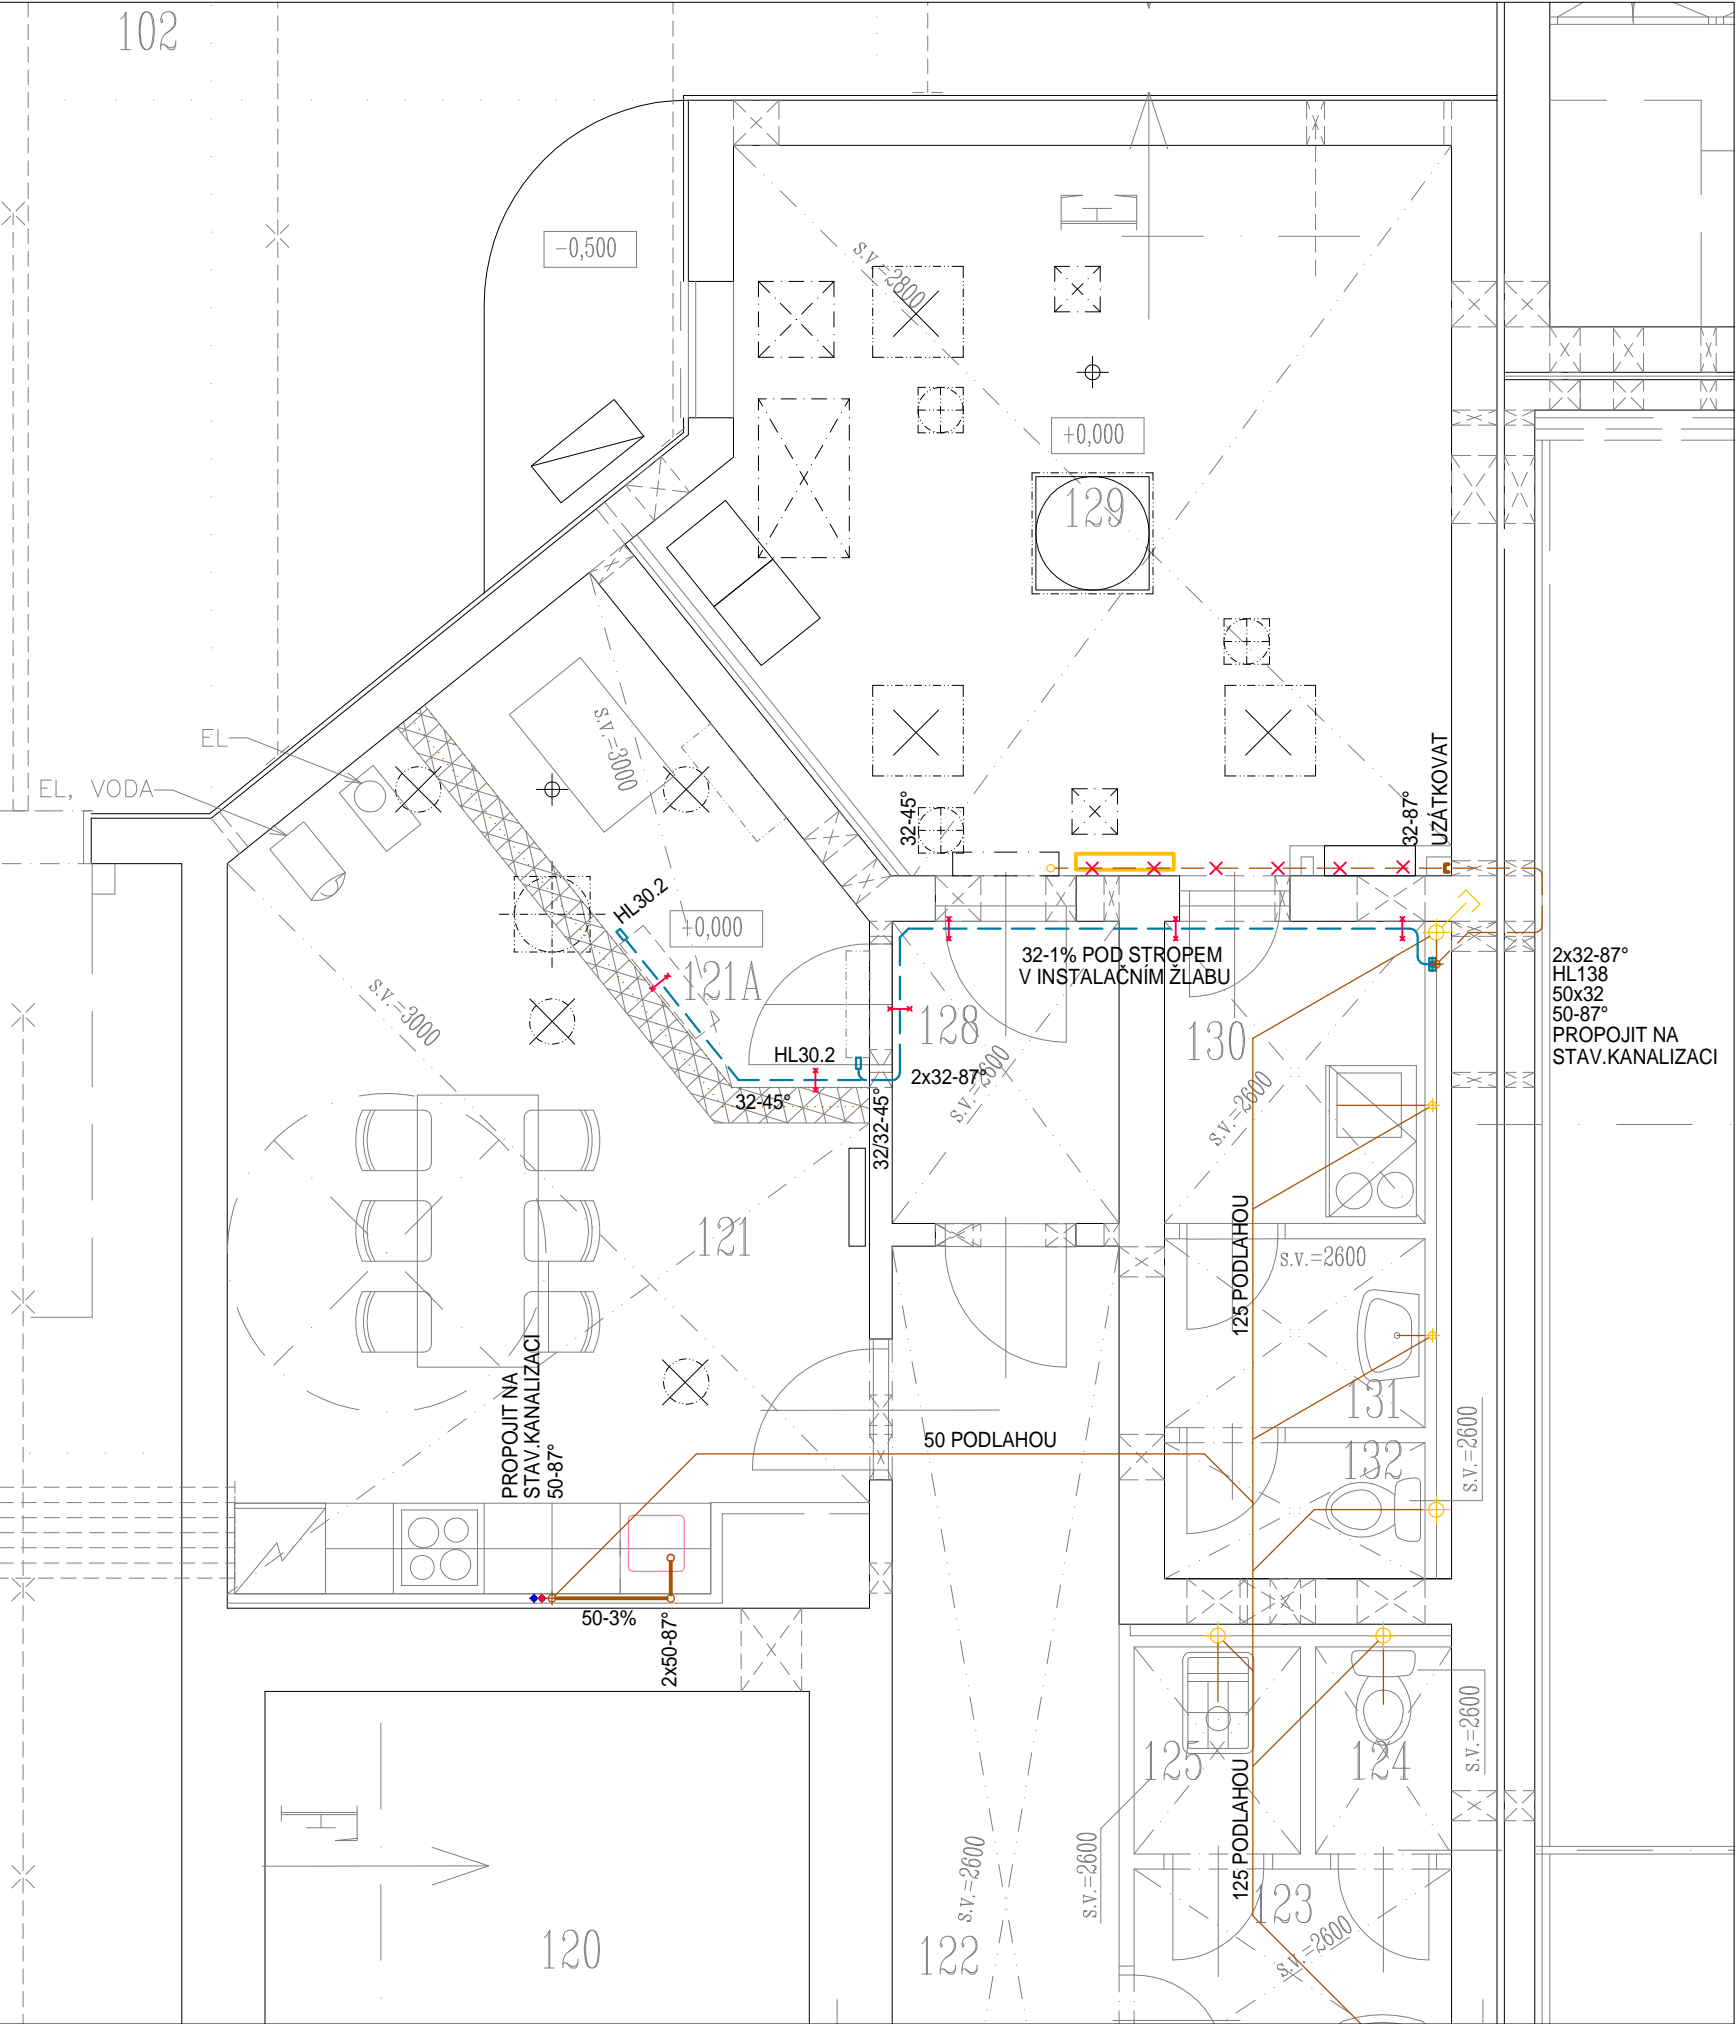 102
-0,500
s.v.=2800
+0,000
129
EL
EL, VODA
s.v.=3000
32-45°
32-87°
UZÁTKOVAT
HL30.2
+0,000
121A
s.v.=3000
32-1% POD STROPEM
V INSTALAČNÍM ŽLABU
128
130
2x32-87°
HL138
50x32
50-87°
PROPOJIT NA
STAV.KANALIZACI
HL30.2
2x32-87°
32-45°
32/32-45°
s.v.=2600
s.v.=2600
121
125 PODLAHOU
s.v.=2600
131
PROPOJIT NA
STAV.KANALIZACI
50-87°
50 PODLAHOU
132
s.v.=2600
50-3%
2x50-87°
125
124
s.v.=2600
125 PODLAHOU
s.v.=2600
s.v.=2600
123
s.v.=2600
120
122